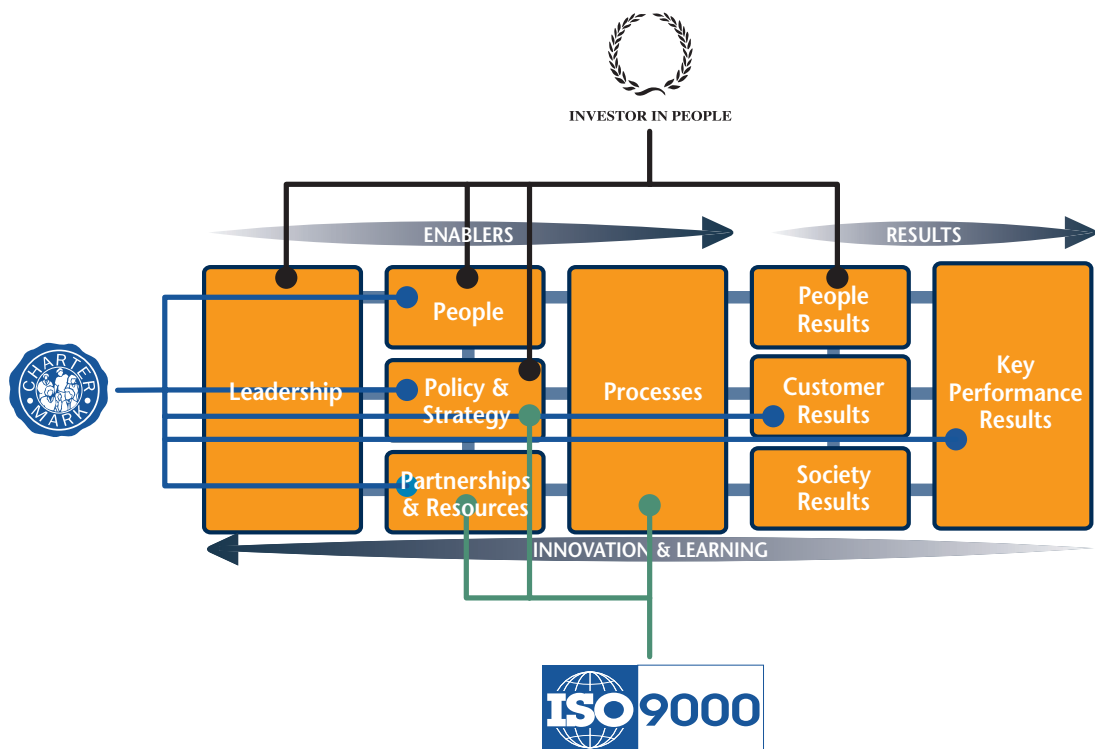 INVESTOR IN PEOPLE
ENABLERS
RESULTS
Leadership
People
Policy &
Strategy
Partnerships
& Resources
Processes
People
Results
Customer
Results
Society
Results
Key
Performance
Results
CHARTER
MARK
INNOVATION & LEARNING
ISO 9000